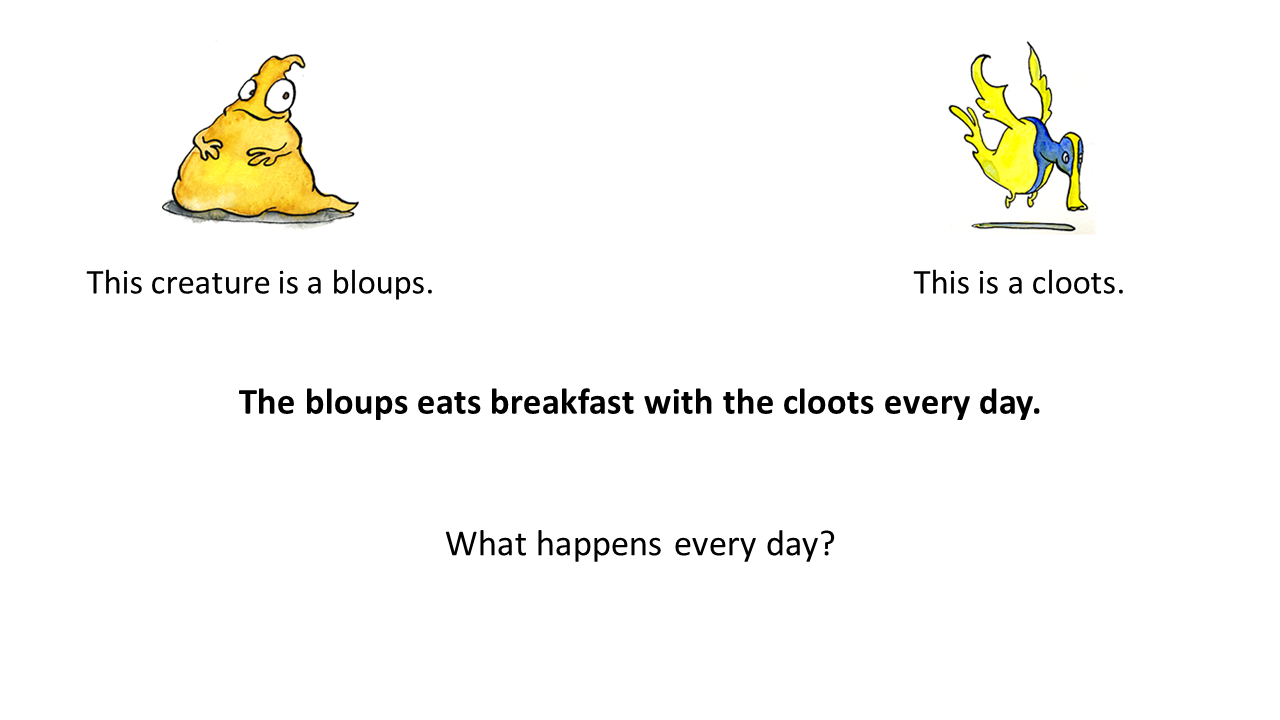 This creature is a bloups.
This is a cloots.
The bloups eats breakfast with the cloots every day.
What happens every day?